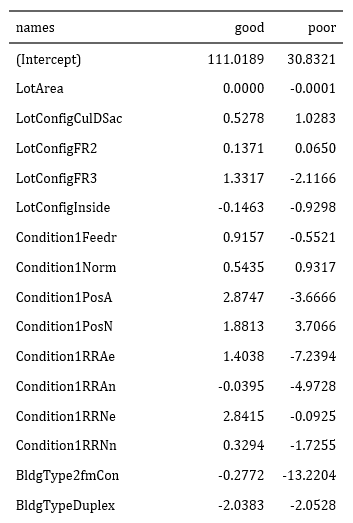 names good poor
(Intercept) 111.0189 30.8321
LotArea 0.0000 -0.0001
LotConfigCulDSac 0.5278 1.0283
LotConfigFR2 0.1371 0.0650
LotConfigFR3 1.3317 -2.1166
LotConfigInside -0.1463 -0.9298
Condition1Feedr 0.9157 -0.5521
Condition1Norm 0.5435 0.9317
Condition1PosA 2.8747 -3.6666
Condition1PosN 1.8813 3.7066
Condition1RRAe 1.4038 -7.2394
Condition1RRAn -0.0395 -4.9728
Condition1RRNe 2.8415 -0.0925
Condition1RRNn 0.3294 -1.7255
BldgType2fmCon -0.2772 -13.2204
BldgTypeDuplex -2.0383 -2.0528